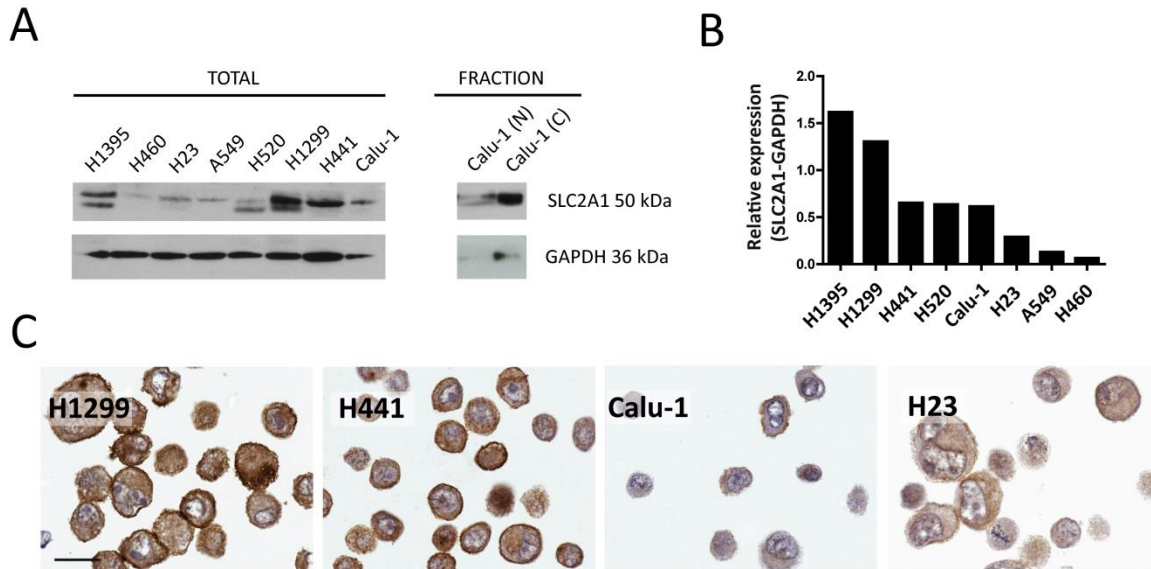 A
TOTAL
FRACTION
H1395
H460
H23
A549
H520
H1299
H441
Calu-1
Calu-1 (N)
Calu-1 (C)
SLC2A1 50 kDa
GAPDH 36 kDa
B
Relative expression
(SLC2A1-GAPDH)
2.0
1.5
1.0
0.5
0.0
H1395
H1299
H441
H520
Calu-1
H23
A549
H460
C
H1299
H441
Calu-1
H23